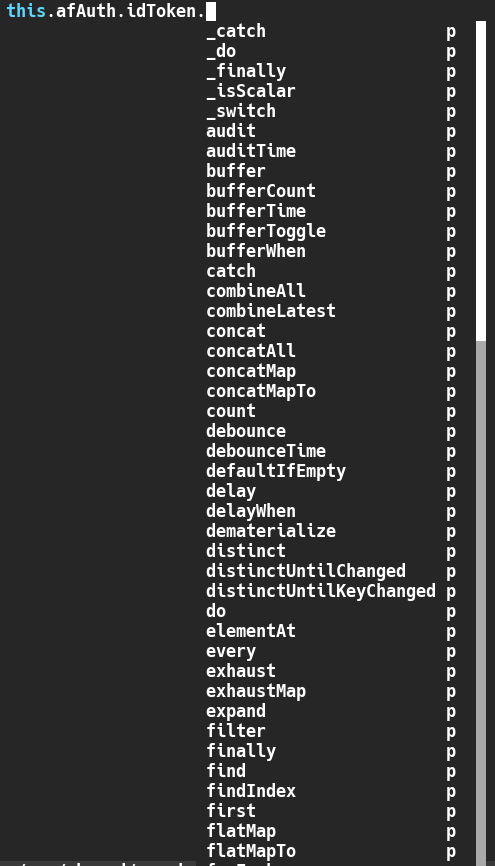 this.afAuth.idToken.
_catch p
_do p
_finally p
_isScalar p
_switch p
audit p
auditTime p
buffer p
bufferCount p
bufferTime p
bufferToggle p
bufferWhen p
catch p
combineAll p
combineLatest p
concat p
concatAll p
concatMap p
concatMapTo p
count p
debounce p
debounceTime p
defaultIfEmpty p
delay p
delayWhen p
dematerialize p
distinct p
distinctUntilChanged p
distinctUntilKeyChanged p
do p
elementAt p
every p
exhaust p
exhaustMap p
expand p
filter p
finally p
find p
findIndex p
first p
flatMap p
flatMapTo p